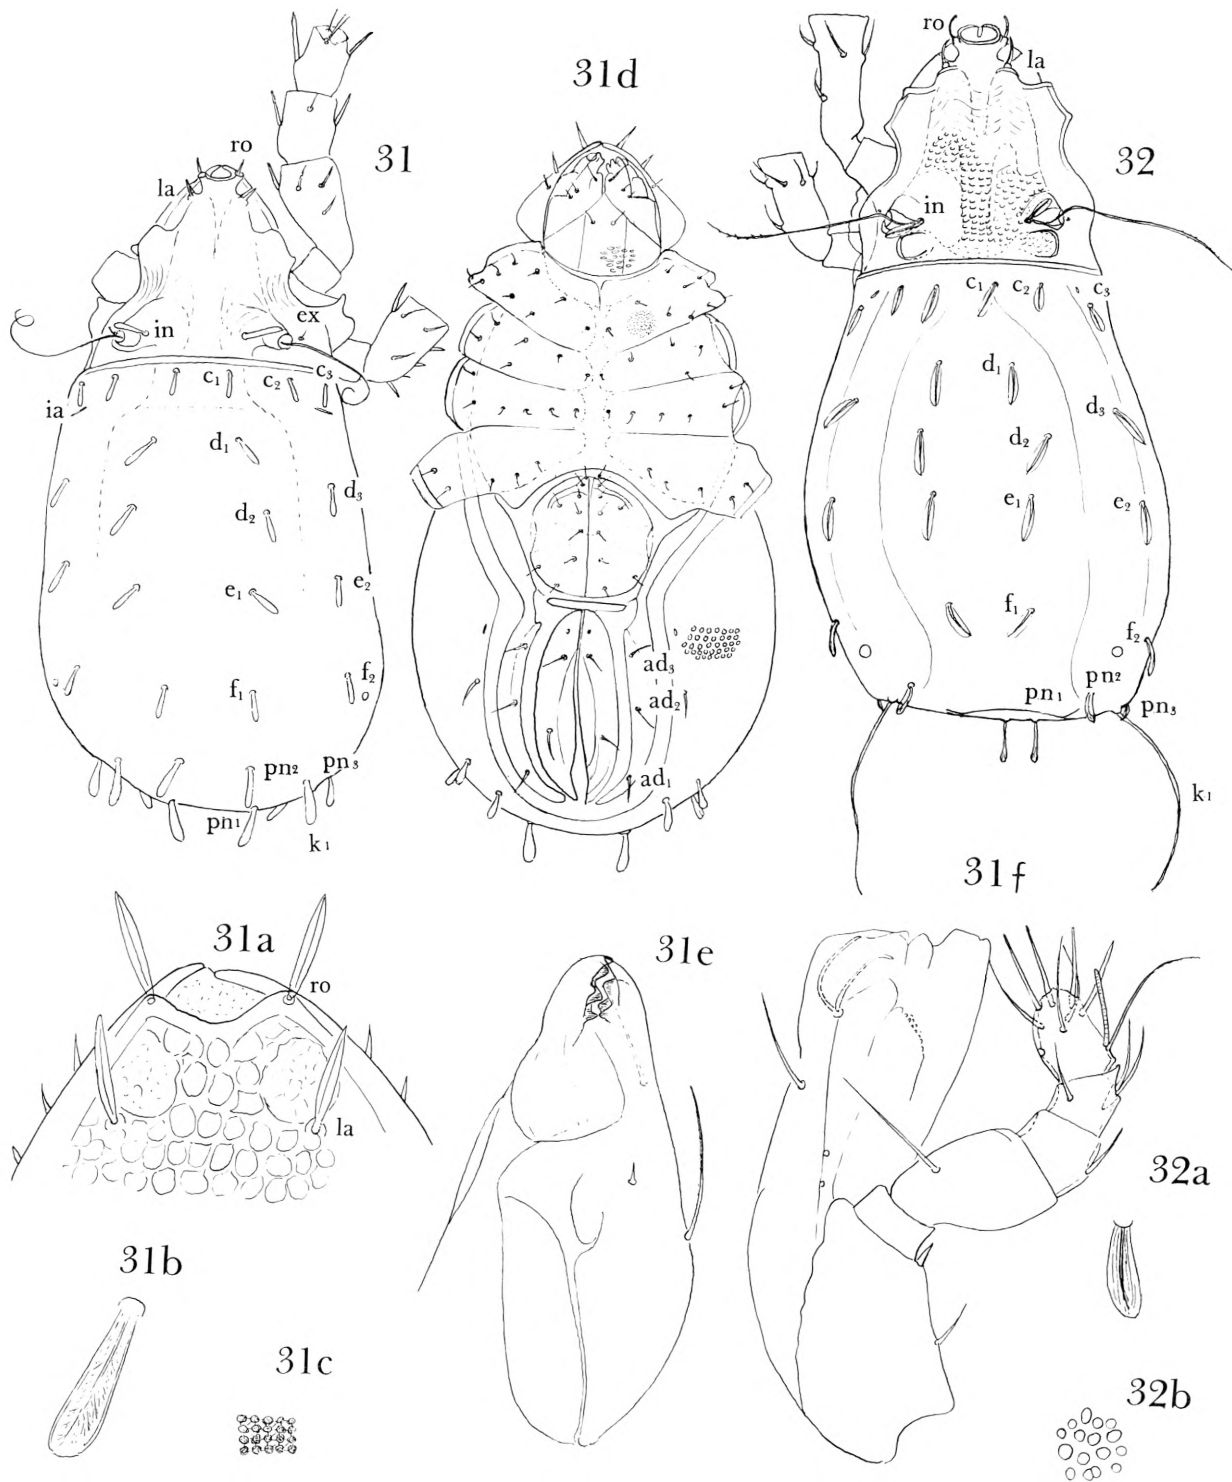 31
ro
la
in
ex
ia
c1
c2
c3
d1
d2
d3
e1
e2
f1
f2
pn1
pn2
pn3
k1
31d
ad3
ad2
ad1
32
ro
la
in
c1
c2
c3
d1
d2
d3
e1
e2
f1
f2
pn1
pn2
pn3
k1
31a
ro
la
31b
31c
31e
31f
32a
32b